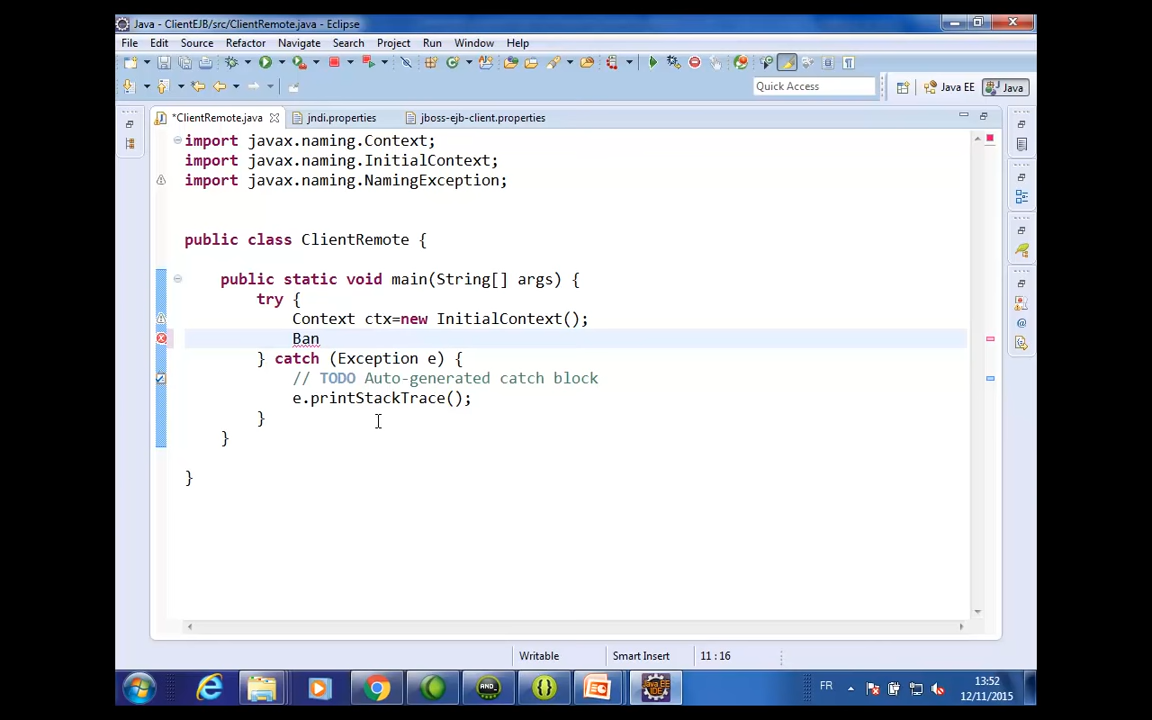 Java - ClientEJB/src/ClientRemote.java - Eclipse
File Edit Source Refactor Navigate Search Project Run Window Help
Quick Access
Java EE
Java
*ClientRemote.java
jndi.properties
jboss-ejb-client.properties
import javax.naming.Context;
import javax.naming.InitialContext;
import javax.naming.NamingException;
public class ClientRemote {
public static void main(String[] args) {
try {
Context ctx=new InitialContext();
Ban
} catch (Exception e) {
// TODO Auto-generated catch block
e.printStackTrace();
}
}
}
Writable
Smart Insert
11 : 16
FR
13:52
12/11/2015